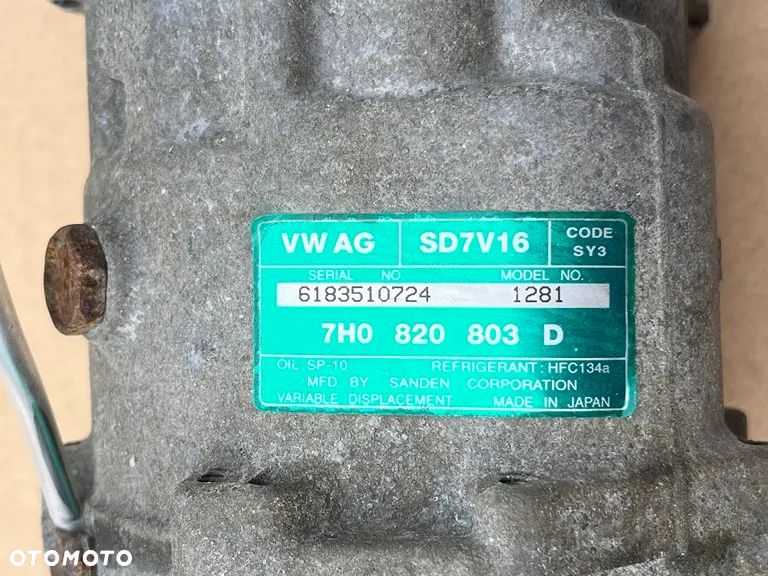 VW AG SD7V16 CODE SY3
SERIAL NO. MODEL NO.
6183510724 1281
7H0 820 803 D
OIL: SP-10 REFRIGERANT: HFC134a
MFD BY SANDEN CORPORATION
VARIABLE DISPLACEMENT MADE IN JAPAN
OTOMOTO